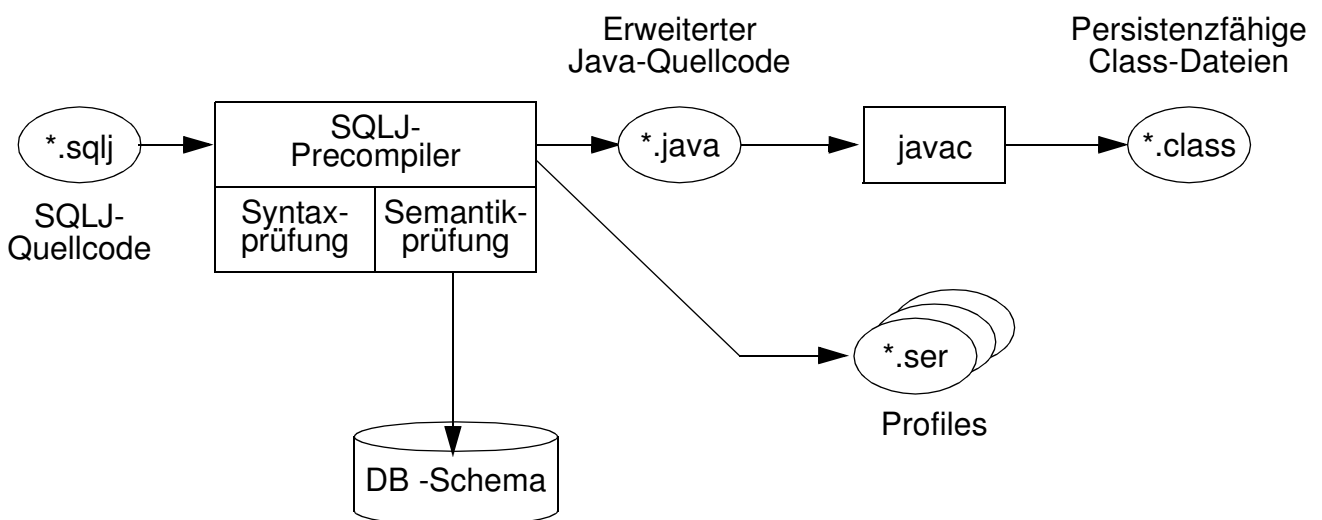 Erweiterter
Java-Quellcode
Persistenzfähige
Class-Dateien
*.sqlj
SQLJ-
Precompiler
*.java
javac
*.class
SQLJ-
Quellcode
Syntax-
prüfung
Semantik-
prüfung
*.ser
Profiles
DB -Schema